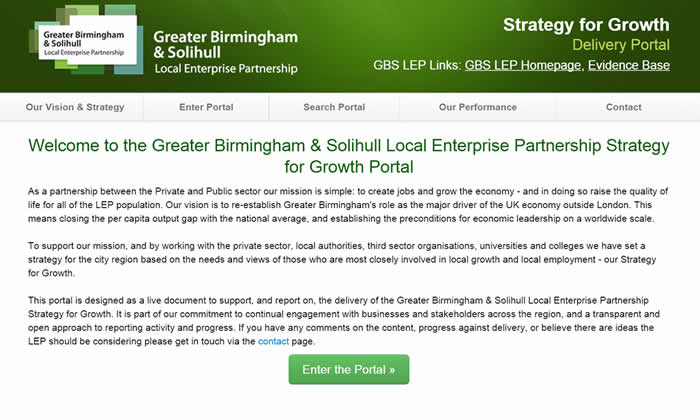 Greater Birmingham
& Solihull
Local Enterprise Partnership
Greater Birmingham
& Solihull
Local Enterprise Partnership
Strategy for Growth
Delivery Portal
GBS LEP Links: GBS LEP Homepage, Evidence Base
Our Vision & Strategy
Enter Portal
Search Portal
Our Performance
Contact
Welcome to the Greater Birmingham & Solihull Local Enterprise Partnership Strategy
for Growth Portal
As a partnership between the Private and Public sector our mission is simple: to create jobs and grow the economy - and in doing so raise the quality of
life for all of the LEP population. Our vision is to re-establish Greater Birmingham's role as the major driver of the UK economy outside London. This
means closing the per capita output gap with the national average, and establishing the preconditions for economic leadership on a worldwide scale.
To support our mission, and by working with the private sector, local authorities, third sector organisations, universities and colleges we have set a
strategy for the city region based on the needs and views of those who are most closely involved in local growth and local employment - our Strategy
for Growth.
This portal is designed as a live document to support, and report on, the delivery of the Greater Birmingham & Solihull Local Enterprise Partnership
Strategy for Growth. It is part of our commitment to continual engagement with businesses and stakeholders across the region, and a transparent and
open approach to reporting activity and progress. If you have any comments on the content, progress against delivery, or believe there are ideas the
LEP should be considering please get in touch via the contact page.
Enter the Portal »